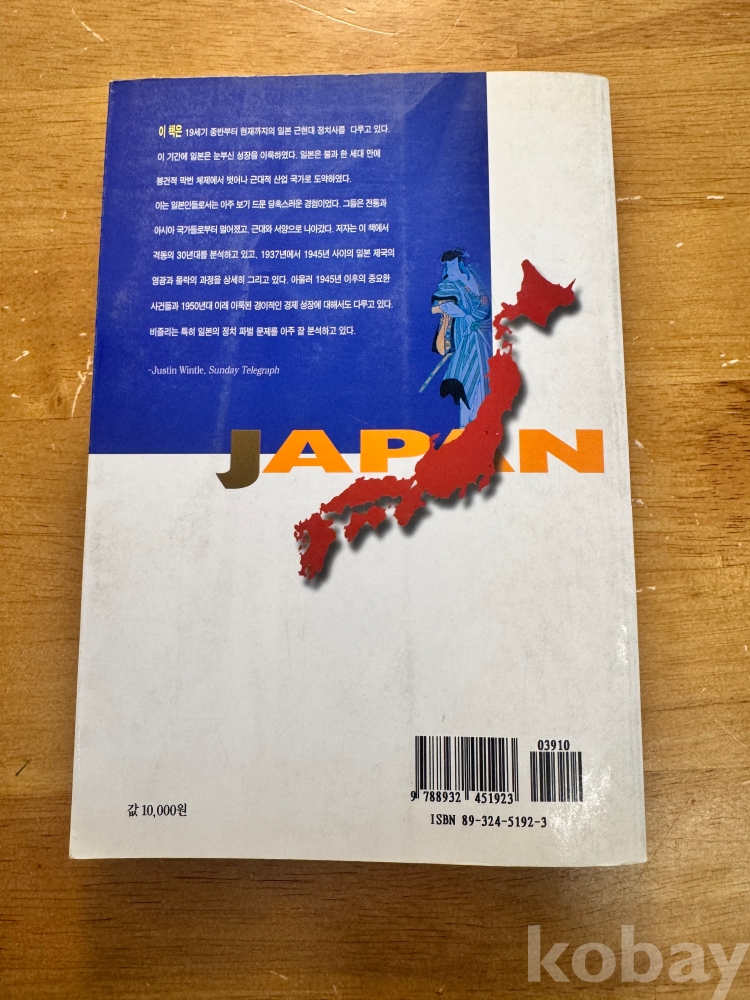 이 책은 19세기 중반부터 현재까지의 일본 근현대 정치사를 다루고 있다.
이 기간에 일본은 눈부신 성장을 이룩하였다. 일본은 불과 한 세대 만에
봉건적 막번 체제에서 벗어나 근대적 산업 국가로 도약하였다.
이는 일본인들로서는 아주 보기 드문 당혹스러운 경험이었다. 그들은 전통과
아시아 국가들로부터 멀어졌고, 근대와 서양으로 나아갔다. 저자는 이 책에서
격동의 30년대를 분석하고 있고, 1937년에서 1945년 사이의 일본 제국의
영광과 몰락의 과정을 상세히 그리고 있다. 아울러 1945년 이후의 중요한
사건들과 1950년대 이래 이룩된 경이적인 경제 성장에 대해서도 다루고 있다.
비즐리는 특히 일본의 정치 파벌 문제를 아주 잘 분석하고 있다.
-Justin Wintle, Sunday Telegraph
JAPAN
03910
9 788932 451923
ISBN 89-324-5192-3
값 10,000원
kobay